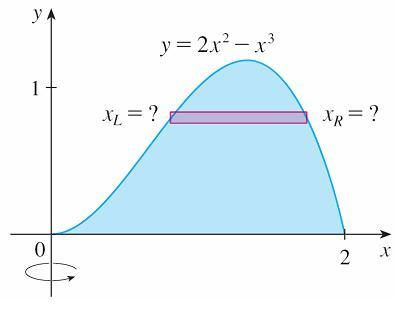 y
y = 2x² − x³
1
x_L = ?
x_R = ?
0
2
x